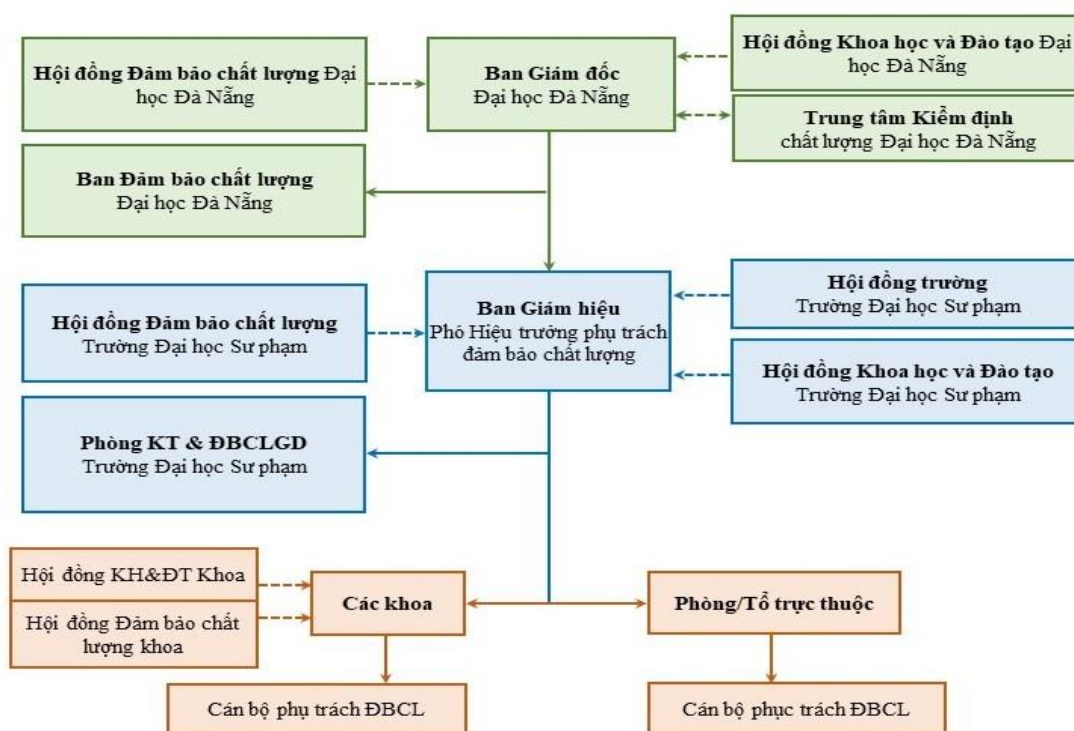 Hội đồng Đảm bảo chất lượng Đại
học Đà Nẵng
Ban Giám đốc
Đại học Đà Nẵng
Hội đồng Khoa học và Đào tạo Đại
học Đà Nẵng
Trung tâm Kiểm định
chất lượng Đại học Đà Nẵng
Ban Đảm bảo chất lượng
Đại học Đà Nẵng
Hội đồng Đảm bảo chất lượng
Trường Đại học Sư phạm
Ban Giám hiệu
Phó Hiệu trưởng phụ trách
đảm bảo chất lượng
Hội đồng trường
Trường Đại học Sư phạm
Hội đồng Khoa học và Đào tạo
Trường Đại học Sư phạm
Phòng KT & ĐBCLGD
Trường Đại học Sư phạm
Hội đồng KH&ĐT Khoa
Hội đồng Đảm bảo chất
lượng khoa
Các khoa
Phòng/Tổ trực thuộc
Cán bộ phụ trách ĐBCL
Cán bộ phục trách ĐBCL